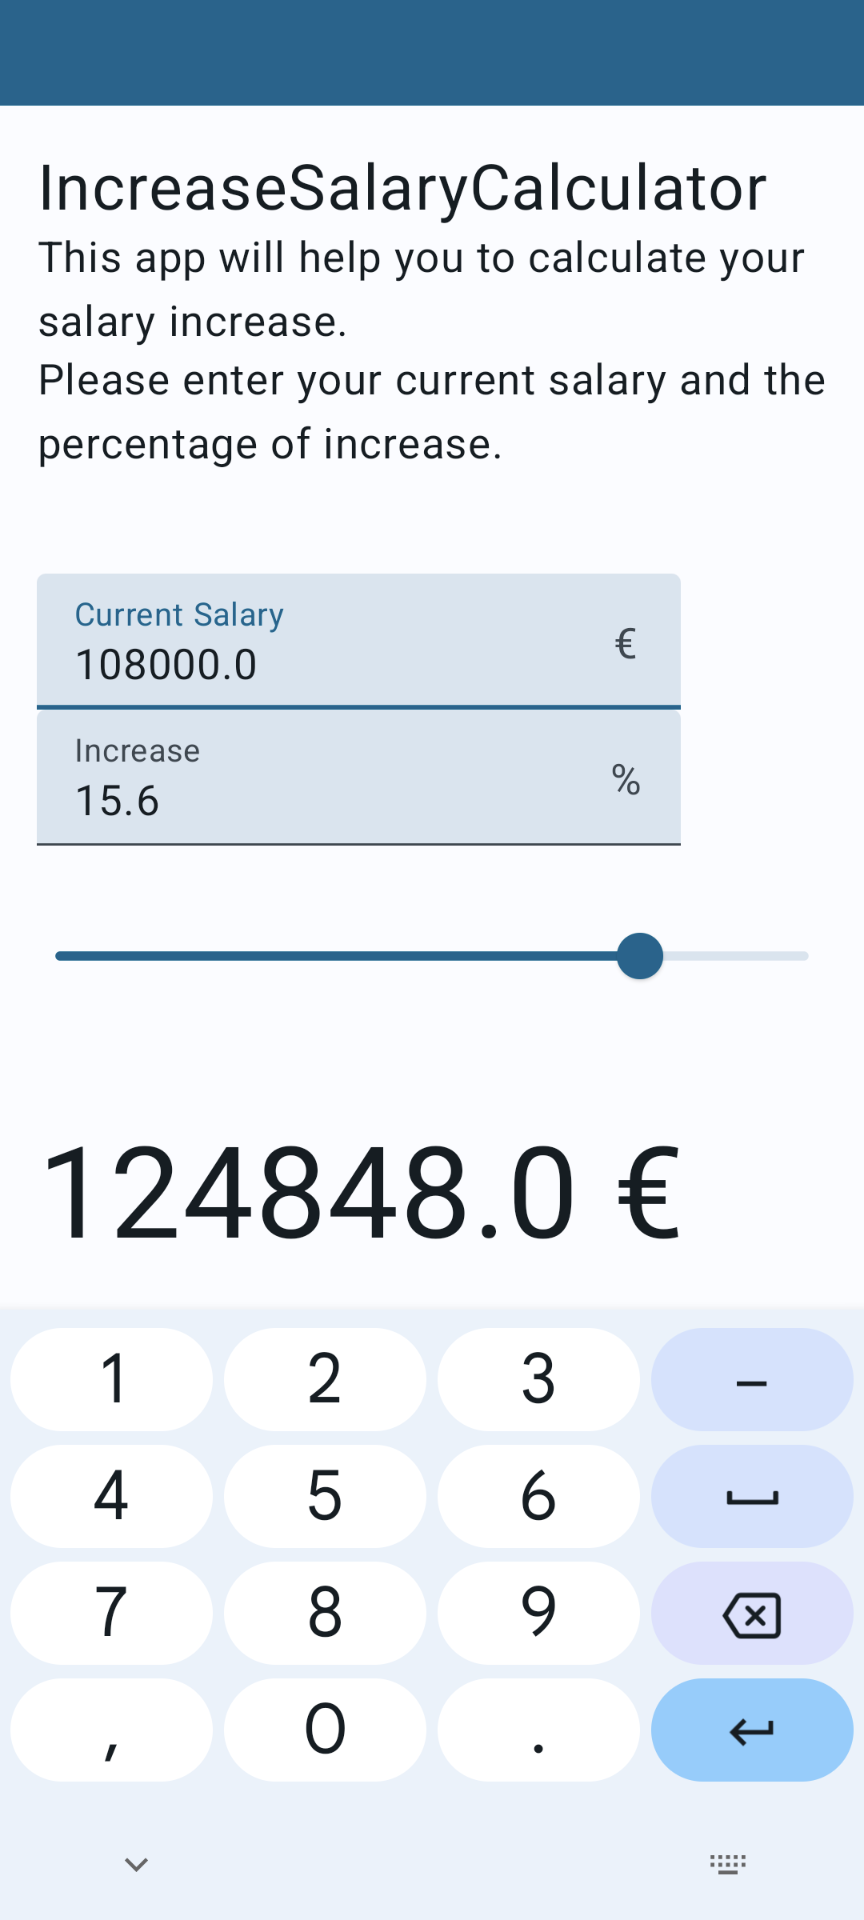 IncreaseSalaryCalculator
This app will help you to calculate your
salary increase.
Please enter your current salary and the
percentage of increase.
Current Salary
108000.0 €
Increase
15.6 %
124848.0 €
1 2 3 –
4 5 6
7 8 9
, 0 .